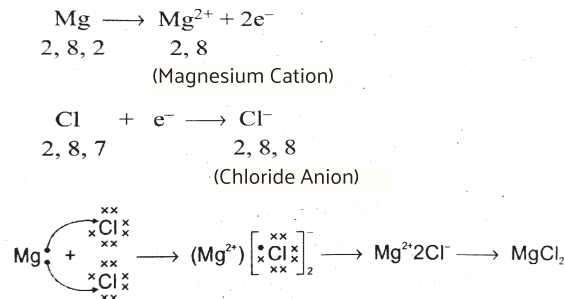 Mg ⟶ Mg²⁺ + 2e⁻
2, 8, 2 2, 8
(Magnesium Cation)
Cl + e⁻ ⟶ Cl⁻
2, 8, 7 2, 8, 8
(Chloride Anion)
Mg: + Cl Cl ⟶ (Mg²⁺) [Cl]⁻₂ ⟶ Mg²⁺2Cl⁻ ⟶ MgCl₂